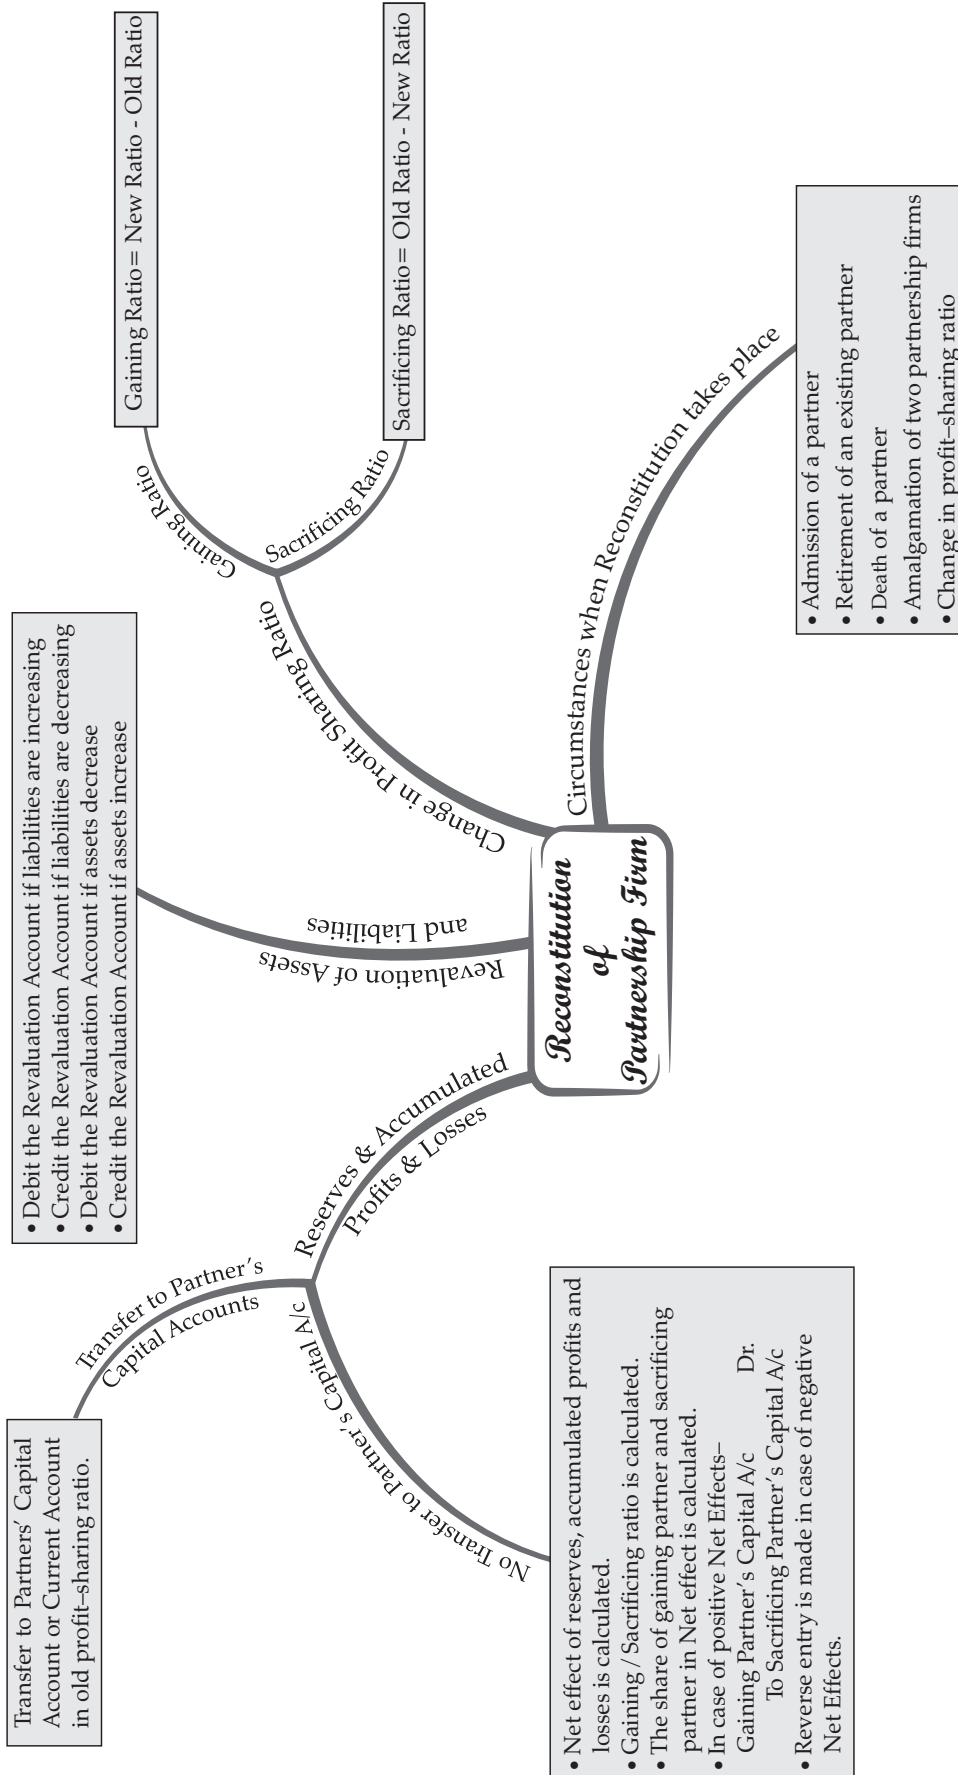 Reconstitution
of
Partnership Firm
Circumstances when Reconstitution takes place
• Admission of a partner
• Retirement of an existing partner
• Death of a partner
• Amalgamation of two partnership firms
• Change in profit–sharing ratio
Change in Profit Sharing Ratio
Gaining Ratio
Gaining Ratio= New Ratio - Old Ratio
Sacrificing Ratio
Sacrificing Ratio= Old Ratio - New Ratio
Revaluation of Assets
and Liabilities
• Debit the Revaluation Account if liabilities are increasing
• Credit the Revaluation Account if liabilities are decreasing
• Debit the Revaluation Account if assets decrease
• Credit the Revaluation Account if assets increase
Reserves & Accumulated
Profits & Losses
Transfer to Partner's
Capital Accounts
Transfer to Partners' Capital
Account or Current Account
in old profit–sharing ratio.
No Transfer to Partner's Capital A/c
• Net effect of reserves, accumulated profits and
losses is calculated.
• Gaining / Sacrificing ratio is calculated.
• The share of gaining partner and sacrificing
partner in Net effect is calculated.
• In case of positive Net Effects–
Gaining Partner's Capital A/c Dr.
To Sacrificing Partner's Capital A/c
• Reverse entry is made in case of negative
Net Effects.